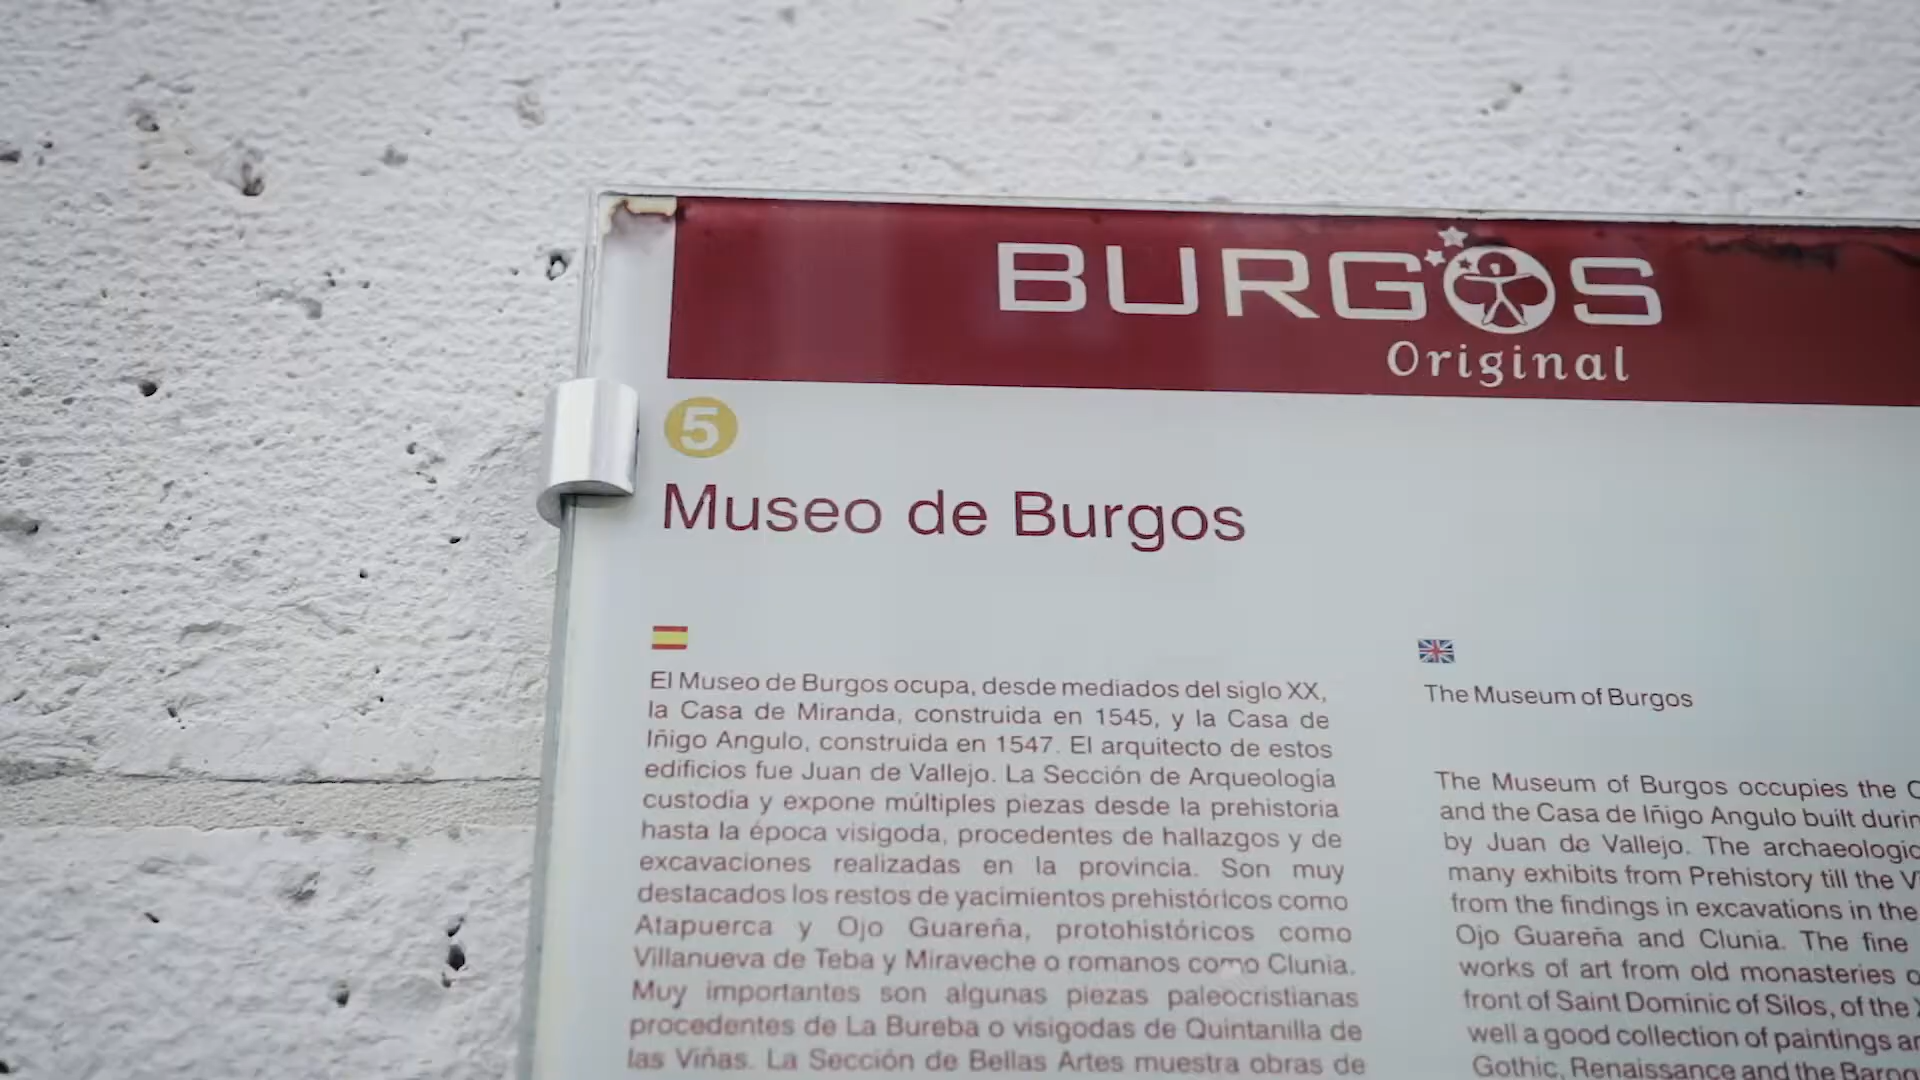 BURGOS
Original
5
Museo de Burgos
El Museo de Burgos ocupa, desde mediados del siglo XX,
la Casa de Miranda, construida en 1545, y la Casa de
Iñigo Angulo, construida en 1547. El arquitecto de estos
edificios fue Juan de Vallejo. La Sección de Arqueología
custodia y expone múltiples piezas desde la prehistoria
hasta la época visigoda, procedentes de hallazgos y de
excavaciones realizadas en la provincia. Son muy
destacados los restos de yacimientos prehistóricos como
Atapuerca y Ojo Guareña, protohistóricos como
Villanueva de Teba y Miraveche o romanos como Clunia.
Muy importantes son algunas piezas paleocristianas
procedentes de La Bureba o visigodas de Quintanilla de
las Viñas. La Sección de Bellas Artes muestra obras de
The Museum of Burgos
The Museum of Burgos occupies the
and the Casa de Iñigo Angulo built
by Juan de Vallejo. The
many exhibits from Prehistory till the
from the findings in excavations in the
Ojo Guareña and Clunia. The fine
works of art from old monasteries
front of Saint Dominic of Silos, of the
well a good collection of paintings
Gothic, Renaissance and the